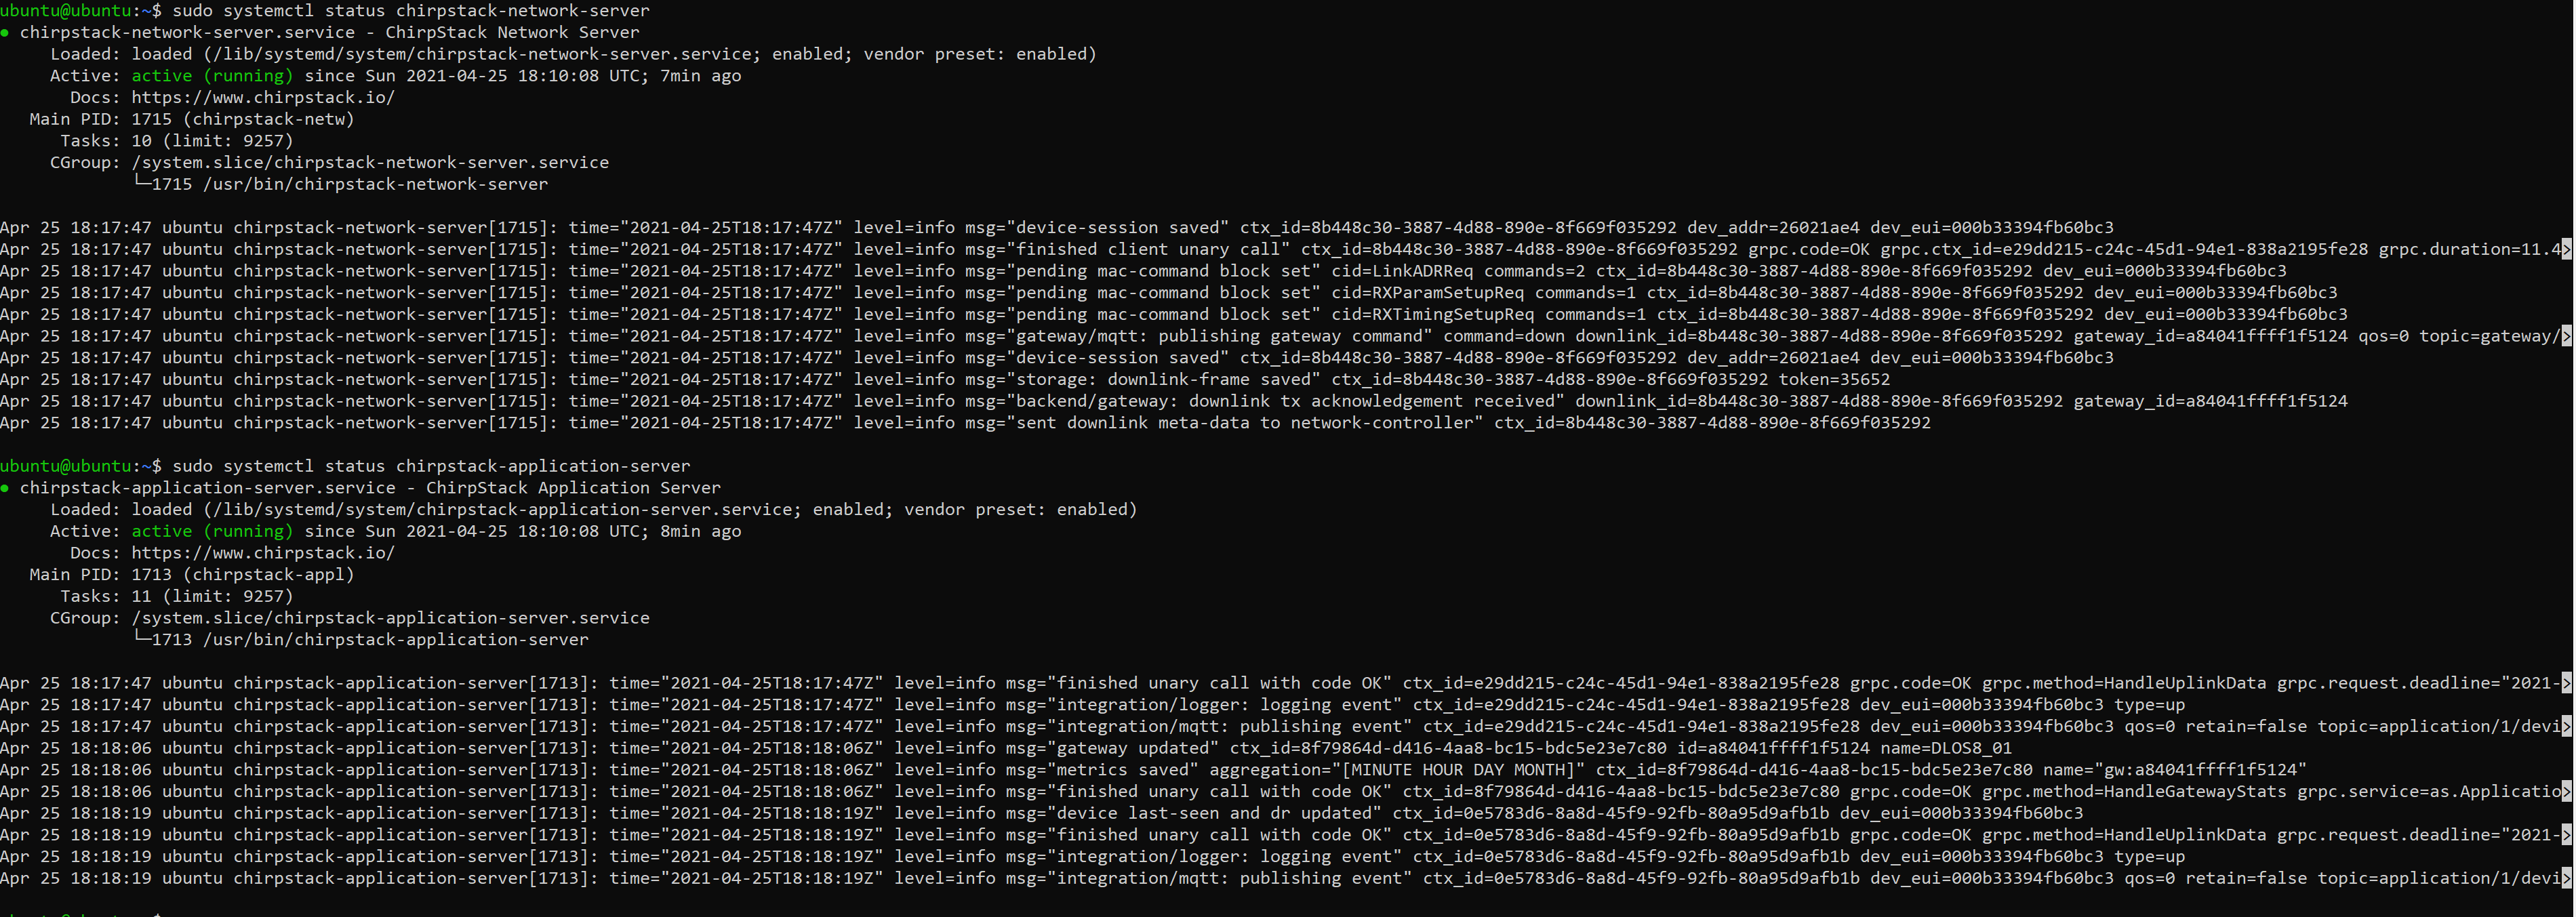 ubuntu@ubuntu:~$ sudo systemctl status chirpstack-network-server
● chirpstack-network-server.service - ChirpStack Network Server
Loaded: loaded (/lib/systemd/system/chirpstack-network-server.service; enabled; vendor preset: enabled)
Active: active (running) since Sun 2021-04-25 18:10:08 UTC; 7min ago
Docs: https://www.chirpstack.io/
Main PID: 1715 (chirpstack-netw)
Tasks: 10 (limit: 9257)
CGroup: /system.slice/chirpstack-network-server.service
└─1715 /usr/bin/chirpstack-network-server
Apr 25 18:17:47 ubuntu chirpstack-network-server[1715]: time="2021-04-25T18:17:47Z" level=info msg="device-session saved" ctx_id=8b448c30-3887-4d88-890e-8f669f035292 dev_addr=26021ae4 dev_eui=000b33394fb60bc3
Apr 25 18:17:47 ubuntu chirpstack-network-server[1715]: time="2021-04-25T18:17:47Z" level=info msg="finished client unary call" ctx_id=8b448c30-3887-4d88-890e-8f669f035292 grpc.code=OK grpc.ctx_id=e29dd215-c24c-45d1-94e1-838a2195fe28 grpc.duration=11.4>
Apr 25 18:17:47 ubuntu chirpstack-network-server[1715]: time="2021-04-25T18:17:47Z" level=info msg="pending mac-command block set" cid=LinkADRReq commands=2 ctx_id=8b448c30-3887-4d88-890e-8f669f035292 dev_eui=000b33394fb60bc3
Apr 25 18:17:47 ubuntu chirpstack-network-server[1715]: time="2021-04-25T18:17:47Z" level=info msg="pending mac-command block set" cid=RXParamSetupReq commands=1 ctx_id=8b448c30-3887-4d88-890e-8f669f035292 dev_eui=000b33394fb60bc3
Apr 25 18:17:47 ubuntu chirpstack-network-server[1715]: time="2021-04-25T18:17:47Z" level=info msg="pending mac-command block set" cid=RXTimingSetupReq commands=1 ctx_id=8b448c30-3887-4d88-890e-8f669f035292 dev_eui=000b33394fb60bc3
Apr 25 18:17:47 ubuntu chirpstack-network-server[1715]: time="2021-04-25T18:17:47Z" level=info msg="gateway/mqtt: publishing gateway command" command=down downlink_id=8b448c30-3887-4d88-890e-8f669f035292 gateway_id=a84041ffff1f5124 qos=0 topic=gateway/>
Apr 25 18:17:47 ubuntu chirpstack-network-server[1715]: time="2021-04-25T18:17:47Z" level=info msg="device-session saved" ctx_id=8b448c30-3887-4d88-890e-8f669f035292 dev_addr=26021ae4 dev_eui=000b33394fb60bc3
Apr 25 18:17:47 ubuntu chirpstack-network-server[1715]: time="2021-04-25T18:17:47Z" level=info msg="storage: downlink-frame saved" ctx_id=8b448c30-3887-4d88-890e-8f669f035292 token=35652
Apr 25 18:17:47 ubuntu chirpstack-network-server[1715]: time="2021-04-25T18:17:47Z" level=info msg="backend/gateway: downlink tx acknowledgement received" downlink_id=8b448c30-3887-4d88-890e-8f669f035292 gateway_id=a84041ffff1f5124
Apr 25 18:17:47 ubuntu chirpstack-network-server[1715]: time="2021-04-25T18:17:47Z" level=info msg="sent downlink meta-data to network-controller" ctx_id=8b448c30-3887-4d88-890e-8f669f035292
ubuntu@ubuntu:~$ sudo systemctl status chirpstack-application-server
● chirpstack-application-server.service - ChirpStack Application Server
Loaded: loaded (/lib/systemd/system/chirpstack-application-server.service; enabled; vendor preset: enabled)
Active: active (running) since Sun 2021-04-25 18:10:08 UTC; 8min ago
Docs: https://www.chirpstack.io/
Main PID: 1713 (chirpstack-appl)
Tasks: 11 (limit: 9257)
CGroup: /system.slice/chirpstack-application-server.service
└─1713 /usr/bin/chirpstack-application-server
Apr 25 18:17:47 ubuntu chirpstack-application-server[1713]: time="2021-04-25T18:17:47Z" level=info msg="finished unary call with code OK" ctx_id=e29dd215-c24c-45d1-94e1-838a2195fe28 grpc.code=OK grpc.method=HandleUplinkData grpc.request.deadline="2021->
Apr 25 18:17:47 ubuntu chirpstack-application-server[1713]: time="2021-04-25T18:17:47Z" level=info msg="integration/logger: logging event" ctx_id=e29dd215-c24c-45d1-94e1-838a2195fe28 dev_eui=000b33394fb60bc3 type=up
Apr 25 18:17:47 ubuntu chirpstack-application-server[1713]: time="2021-04-25T18:17:47Z" level=info msg="integration/mqtt: publishing event" ctx_id=e29dd215-c24c-45d1-94e1-838a2195fe28 dev_eui=000b33394fb60bc3 qos=0 retain=false topic=application/1/devi>
Apr 25 18:18:06 ubuntu chirpstack-application-server[1713]: time="2021-04-25T18:18:06Z" level=info msg="gateway updated" ctx_id=8f79864d-d416-4aa8-bc15-bdc5e23e7c80 id=a84041ffff1f5124 name=DLOS8_01
Apr 25 18:18:06 ubuntu chirpstack-application-server[1713]: time="2021-04-25T18:18:06Z" level=info msg="metrics saved" aggregation="[MINUTE HOUR DAY MONTH]" ctx_id=8f79864d-d416-4aa8-bc15-bdc5e23e7c80 name="gw:a84041ffff1f5124"
Apr 25 18:18:06 ubuntu chirpstack-application-server[1713]: time="2021-04-25T18:18:06Z" level=info msg="finished unary call with code OK" ctx_id=8f79864d-d416-4aa8-bc15-bdc5e23e7c80 grpc.code=OK grpc.method=HandleGatewayStats grpc.service=as.Applicatio>
Apr 25 18:18:19 ubuntu chirpstack-application-server[1713]: time="2021-04-25T18:18:19Z" level=info msg="device last-seen and dr updated" ctx_id=0e5783d6-8a8d-45f9-92fb-80a95d9afb1b dev_eui=000b33394fb60bc3
Apr 25 18:18:19 ubuntu chirpstack-application-server[1713]: time="2021-04-25T18:18:19Z" level=info msg="finished unary call with code OK" ctx_id=0e5783d6-8a8d-45f9-92fb-80a95d9afb1b grpc.code=OK grpc.method=HandleUplinkData grpc.request.deadline="2021->
Apr 25 18:18:19 ubuntu chirpstack-application-server[1713]: time="2021-04-25T18:18:19Z" level=info msg="integration/logger: logging event" ctx_id=0e5783d6-8a8d-45f9-92fb-80a95d9afb1b dev_eui=000b33394fb60bc3 type=up
Apr 25 18:18:19 ubuntu chirpstack-application-server[1713]: time="2021-04-25T18:18:19Z" level=info msg="integration/mqtt: publishing event" ctx_id=0e5783d6-8a8d-45f9-92fb-80a95d9afb1b dev_eui=000b33394fb60bc3 qos=0 retain=false topic=application/1/devi>